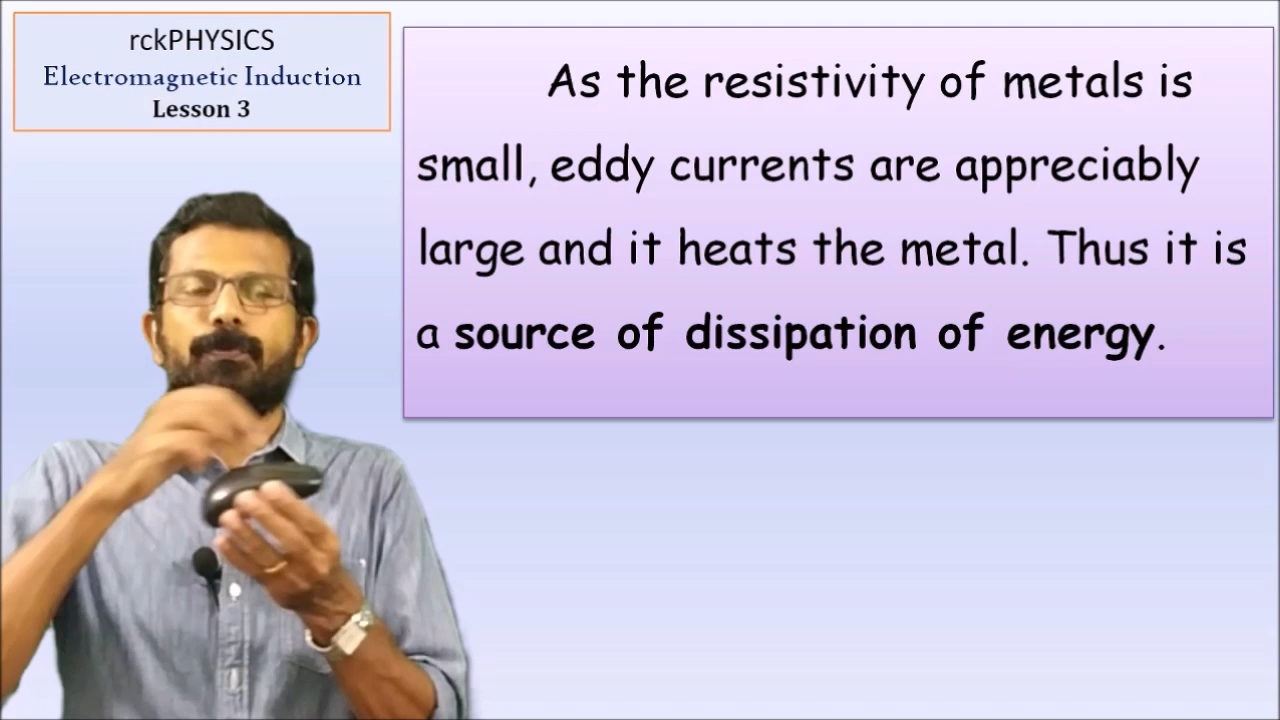 rckPHYSICS
Electromagnetic Induction
Lesson 3
As the resistivity of metals is
small, eddy currents are appreciably
large and it heats the metal. Thus it is
a source of dissipation of energy.